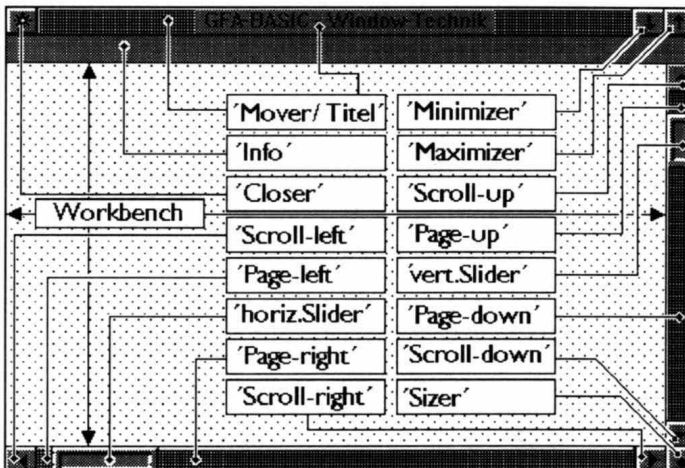 GFA-BASIC - Window-Technik
'Mover/ Titel' 'Minimizer'
'Info' 'Maximizer'
'Closer' 'Scroll-up'
Workbench
'Scroll-left' 'Page-up'
'Page-left' 'vert.Slider'
'horiz.Slider' 'Page-down'
'Page-right' 'Scroll-down'
'Scroll-right' 'Sizer'